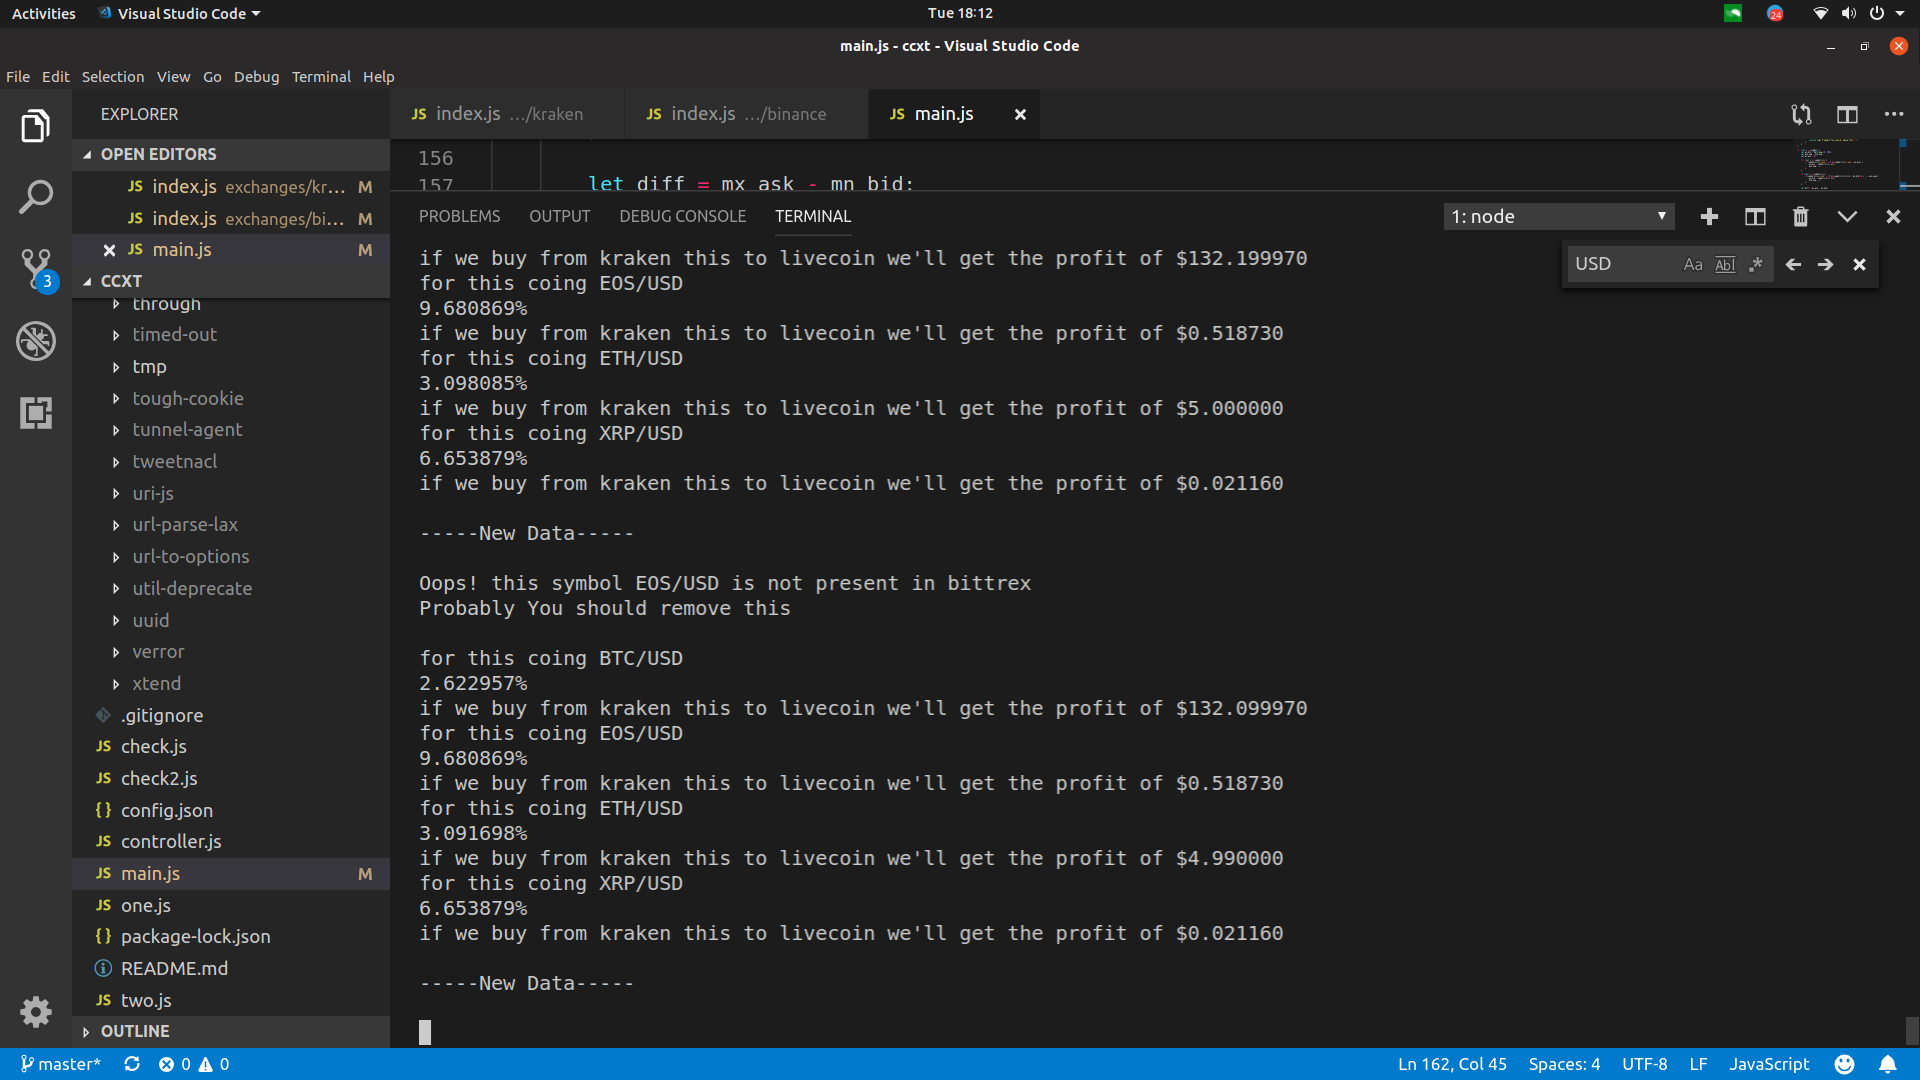 Activities Visual Studio Code Tue 18:12 24
main.js - ccxt - Visual Studio Code
File Edit Selection View Go Debug Terminal Help
EXPLORER
OPEN EDITORS
JS index.js exchanges/kr... M
JS index.js exchanges/bi... M
JS main.js M
3
CCXT
through
timed-out
tmp
tough-cookie
tunnel-agent
tweetnacl
uri-js
url-parse-lax
url-to-options
util-deprecate
uuid
verror
xtend
.gitignore
JS check.js
JS check2.js
{} config.json
JS controller.js
JS main.js M
JS one.js
{} package-lock.json
README.md
JS two.js
OUTLINE
JS index.js .../kraken JS index.js .../binance JS main.js
156
157 let diff = mx_ask - mn_bid;
PROBLEMS OUTPUT DEBUG CONSOLE TERMINAL 1: node
USD Aa Abl .*
if we buy from kraken this to livecoin we'll get the profit of $132.199970
for this coing EOS/USD
9.680869%
if we buy from kraken this to livecoin we'll get the profit of $0.518730
for this coing ETH/USD
3.098085%
if we buy from kraken this to livecoin we'll get the profit of $5.000000
for this coing XRP/USD
6.653879%
if we buy from kraken this to livecoin we'll get the profit of $0.021160
-----New Data-----
Oops! this symbol EOS/USD is not present in bittrex
Probably You should remove this
for this coing BTC/USD
2.622957%
if we buy from kraken this to livecoin we'll get the profit of $132.099970
for this coing EOS/USD
9.680869%
if we buy from kraken this to livecoin we'll get the profit of $0.518730
for this coing ETH/USD
3.091698%
if we buy from kraken this to livecoin we'll get the profit of $4.990000
for this coing XRP/USD
6.653879%
if we buy from kraken this to livecoin we'll get the profit of $0.021160
-----New Data-----
master* 0 0 Ln 162, Col 45 Spaces: 4 UTF-8 LF JavaScript